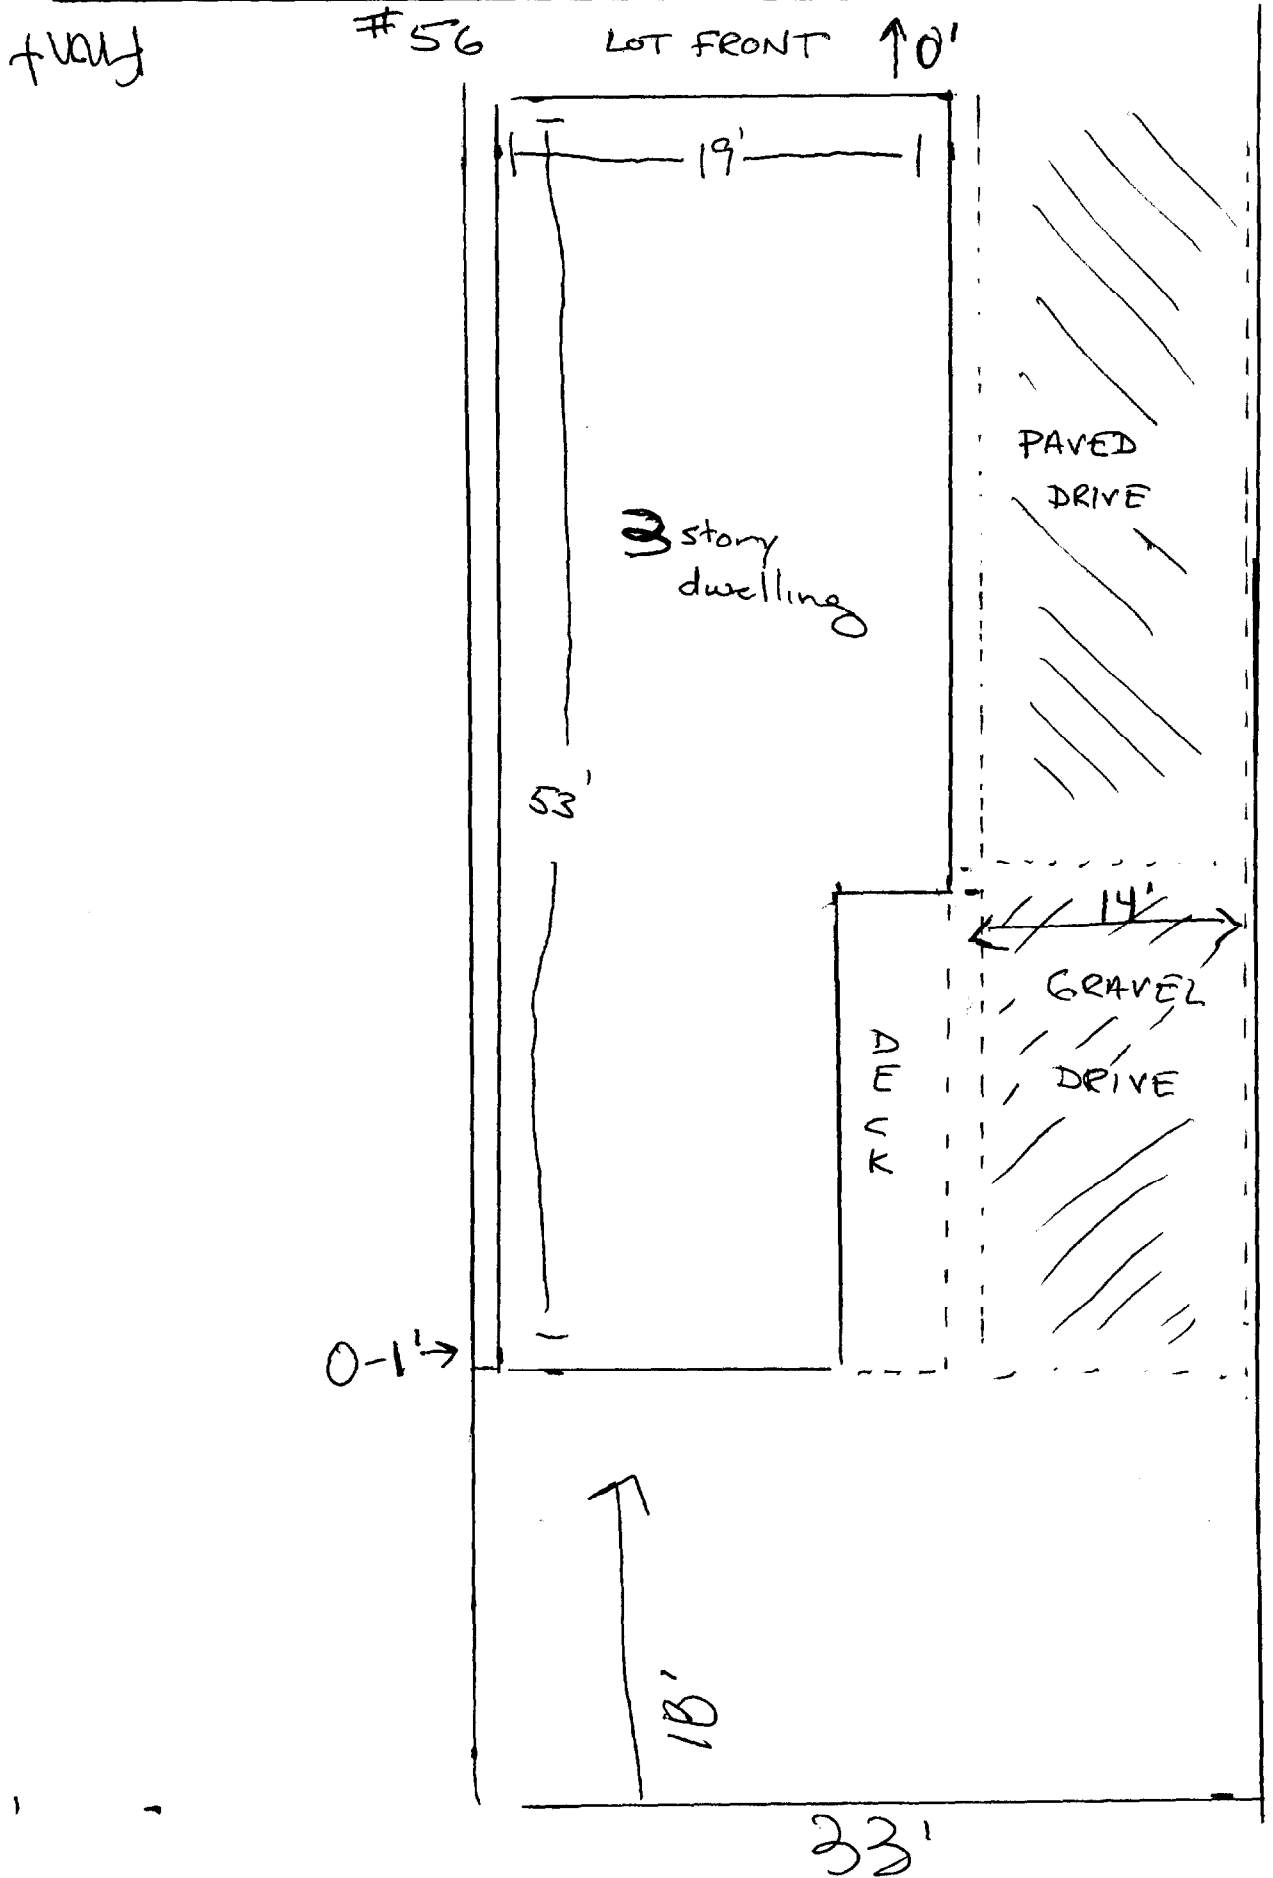 Front
#56 LOT FRONT ↑0'
19'
PAVED
DRIVE
3 story
dwelling
53'
14'
GRAVEL
DRIVE
DECK
0-1'→
18'
33'